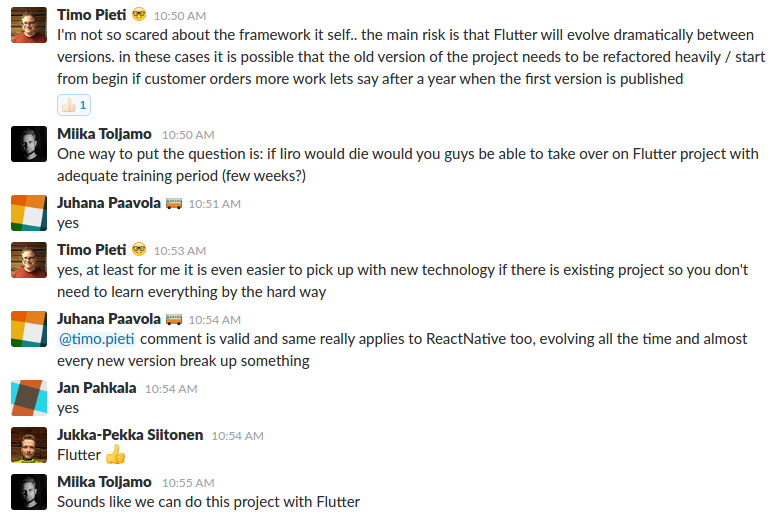 Timo Pieti 🤓 10:50 AM
I'm not so scared about the framework it self.. the main risk is that Flutter will evolve dramatically between
versions. in these cases it is possible that the old version of the project needs to be refactored heavily / start
from begin if customer orders more work lets say after a year when the first version is published
👍🏻 1
Miika Toljamo 10:50 AM
One way to put the question is: if Iiro would die would you guys be able to take over on Flutter project with
adequate training period (few weeks?)
Juhana Paavola 🚌 10:51 AM
yes
Timo Pieti 🤓 10:53 AM
yes, at least for me it is even easier to pick up with new technology if there is existing project so you don't
need to learn everything by the hard way
Juhana Paavola 🚌 10:54 AM
@timo.pieti comment is valid and same really applies to ReactNative too, evolving all the time and almost
every new version break up something
Jan Pahkala 10:54 AM
yes
Jukka-Pekka Siitonen 10:54 AM
Flutter 👍
Miika Toljamo 10:55 AM
Sounds like we can do this project with Flutter